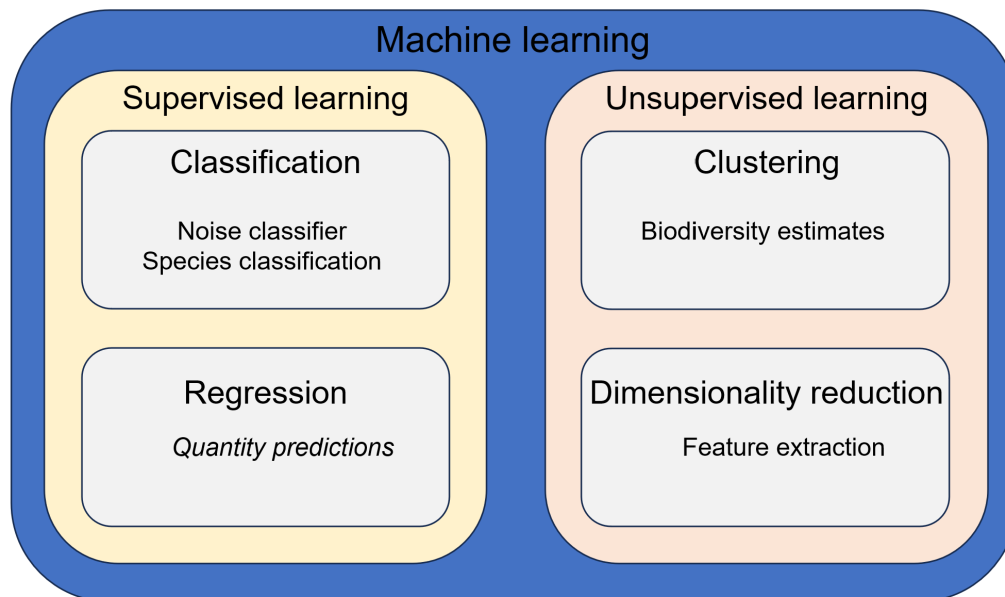 Machine learning
Supervised learning
Classification
Noise classifier
Species classification
Regression
Quantity predictions
Unsupervised learning
Clustering
Biodiversity estimates
Dimensionality reduction
Feature extraction